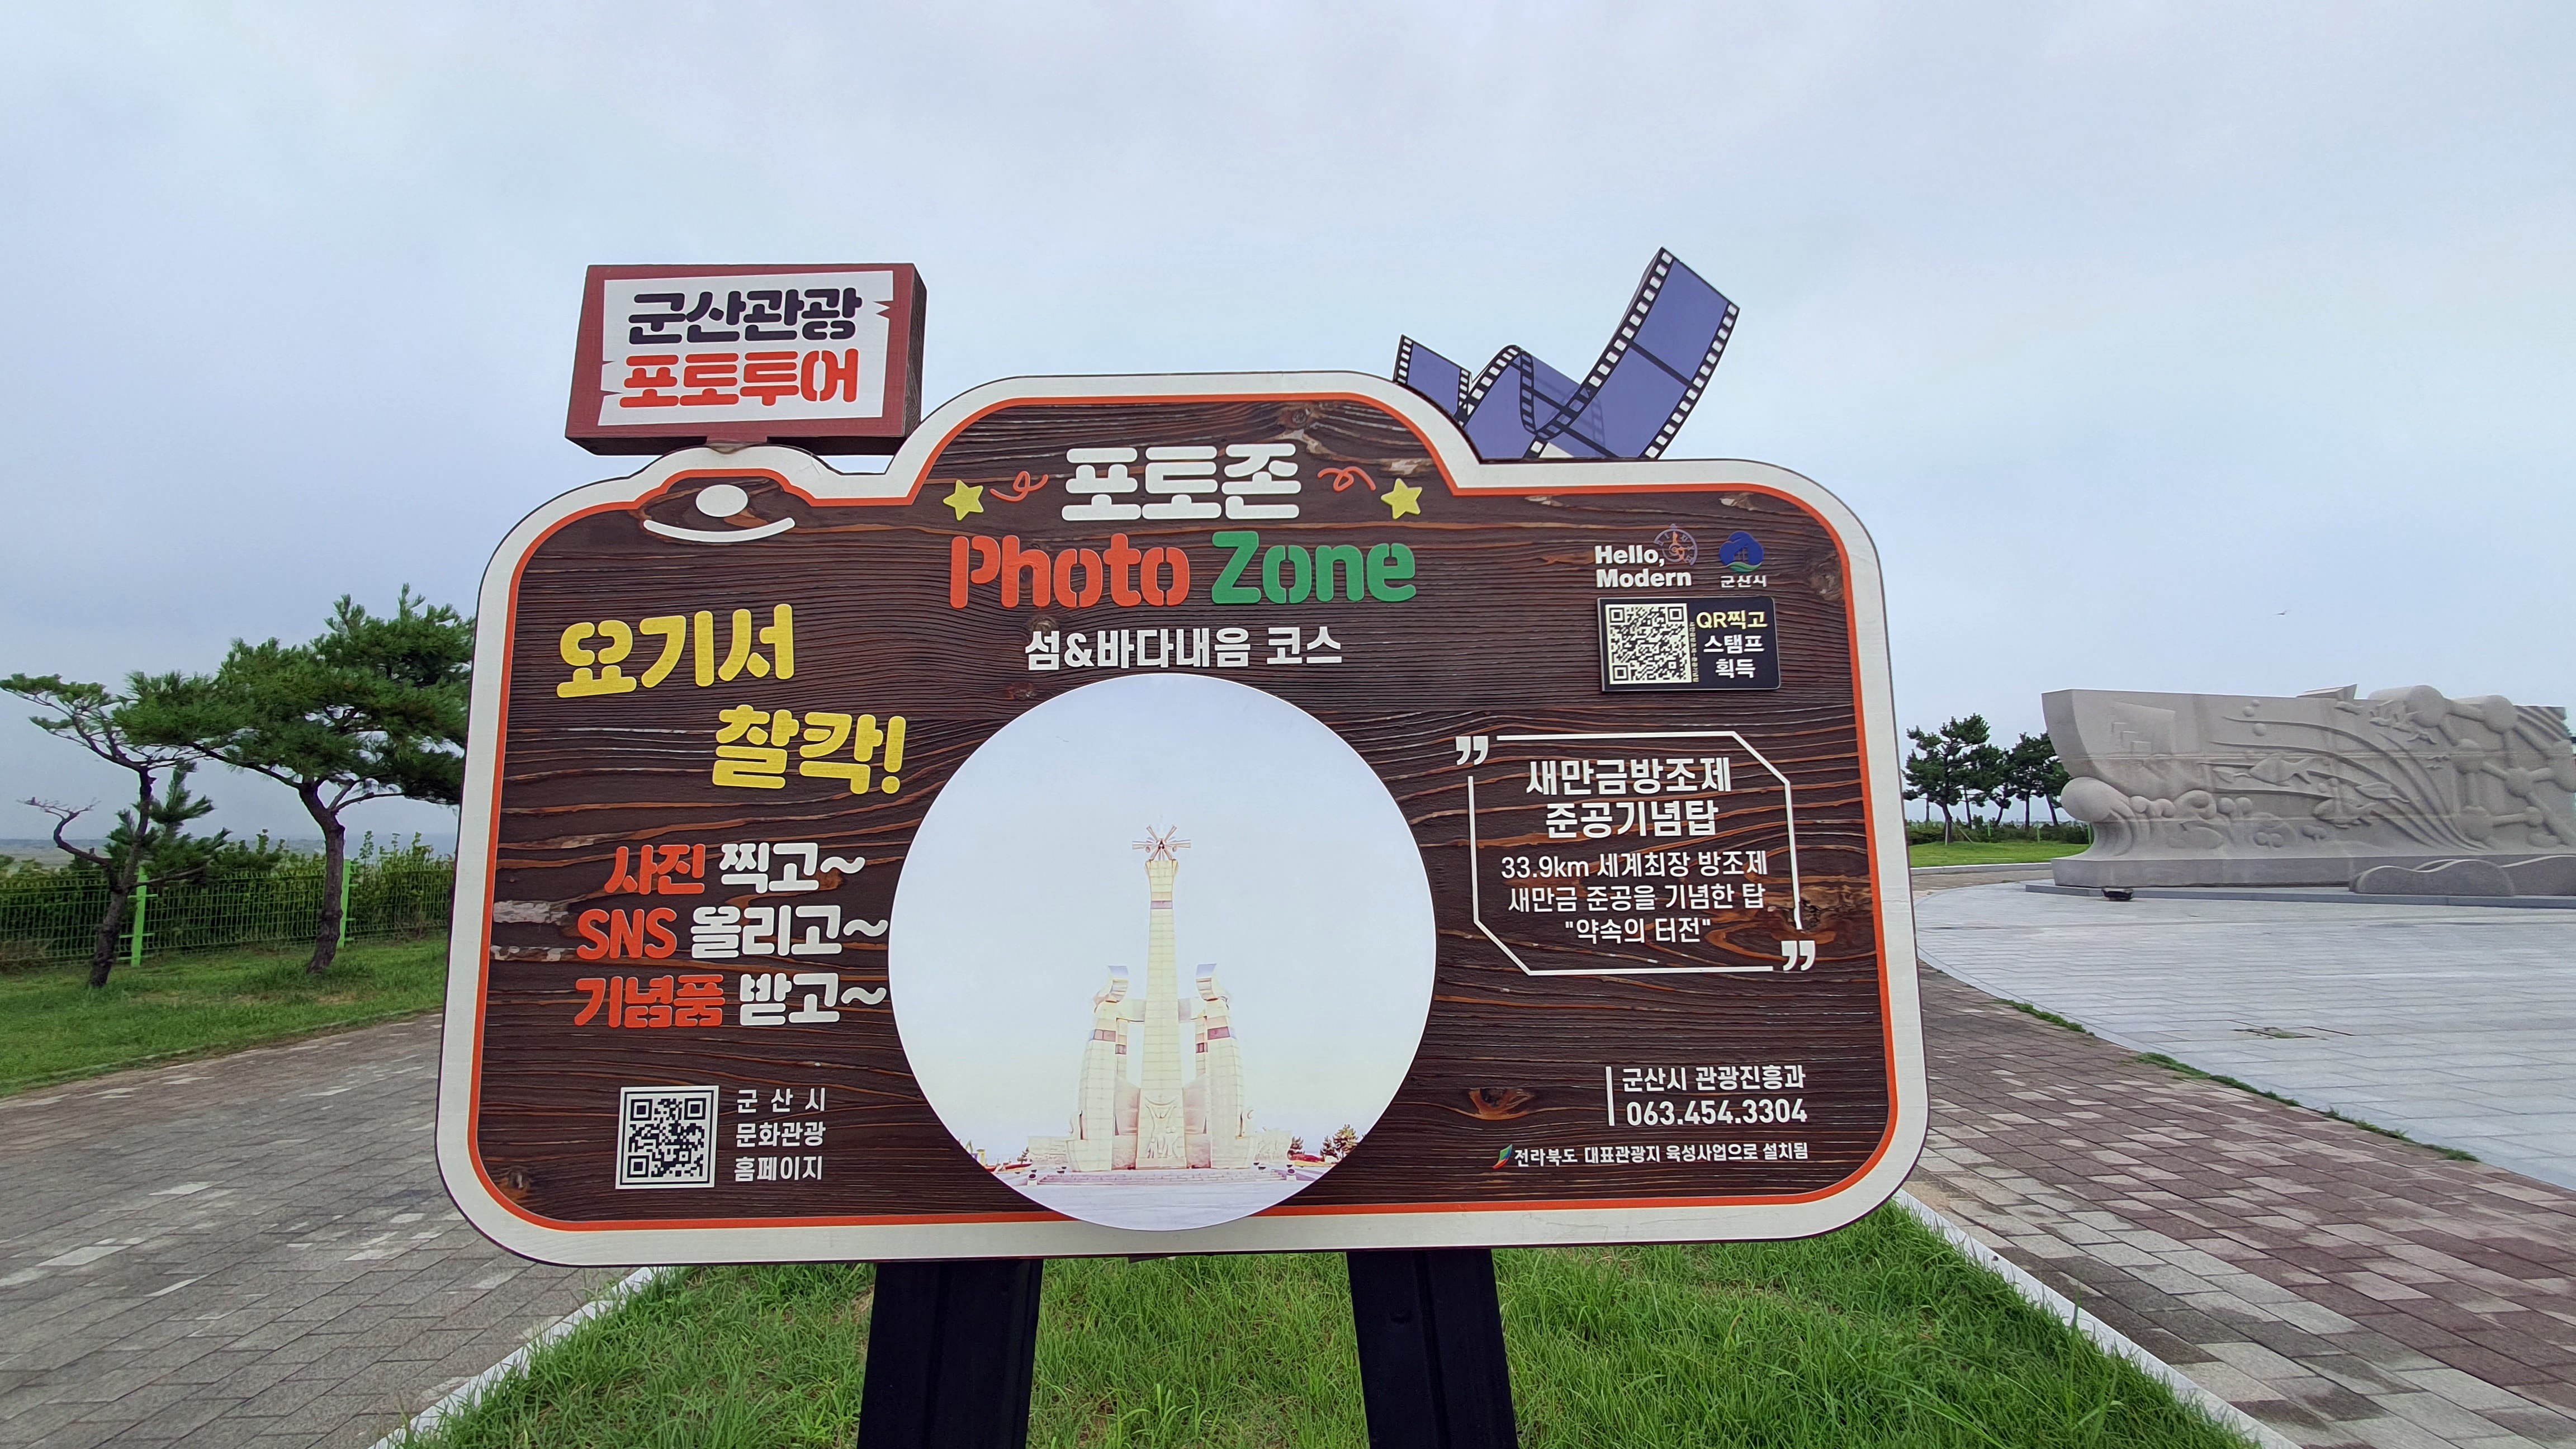 군산관광
포토투어
포토존
Photo Zone
섬&바다내음 코스
요기서
찰칵!
사진 찍고~
SNS 올리고~
기념품 받고~
군 산 시
문화관광
홈페이지
Hello,
Modern
군산시
QR찍고
스탬프
획득
새만금방조제
준공기념탑
33.9km 세계최장 방조제
새만금 준공을 기념한 탑
"약속의 터전"
군산시 관광진흥과
063.454.3304
전라북도 대표관광지 육성사업으로 설치됨